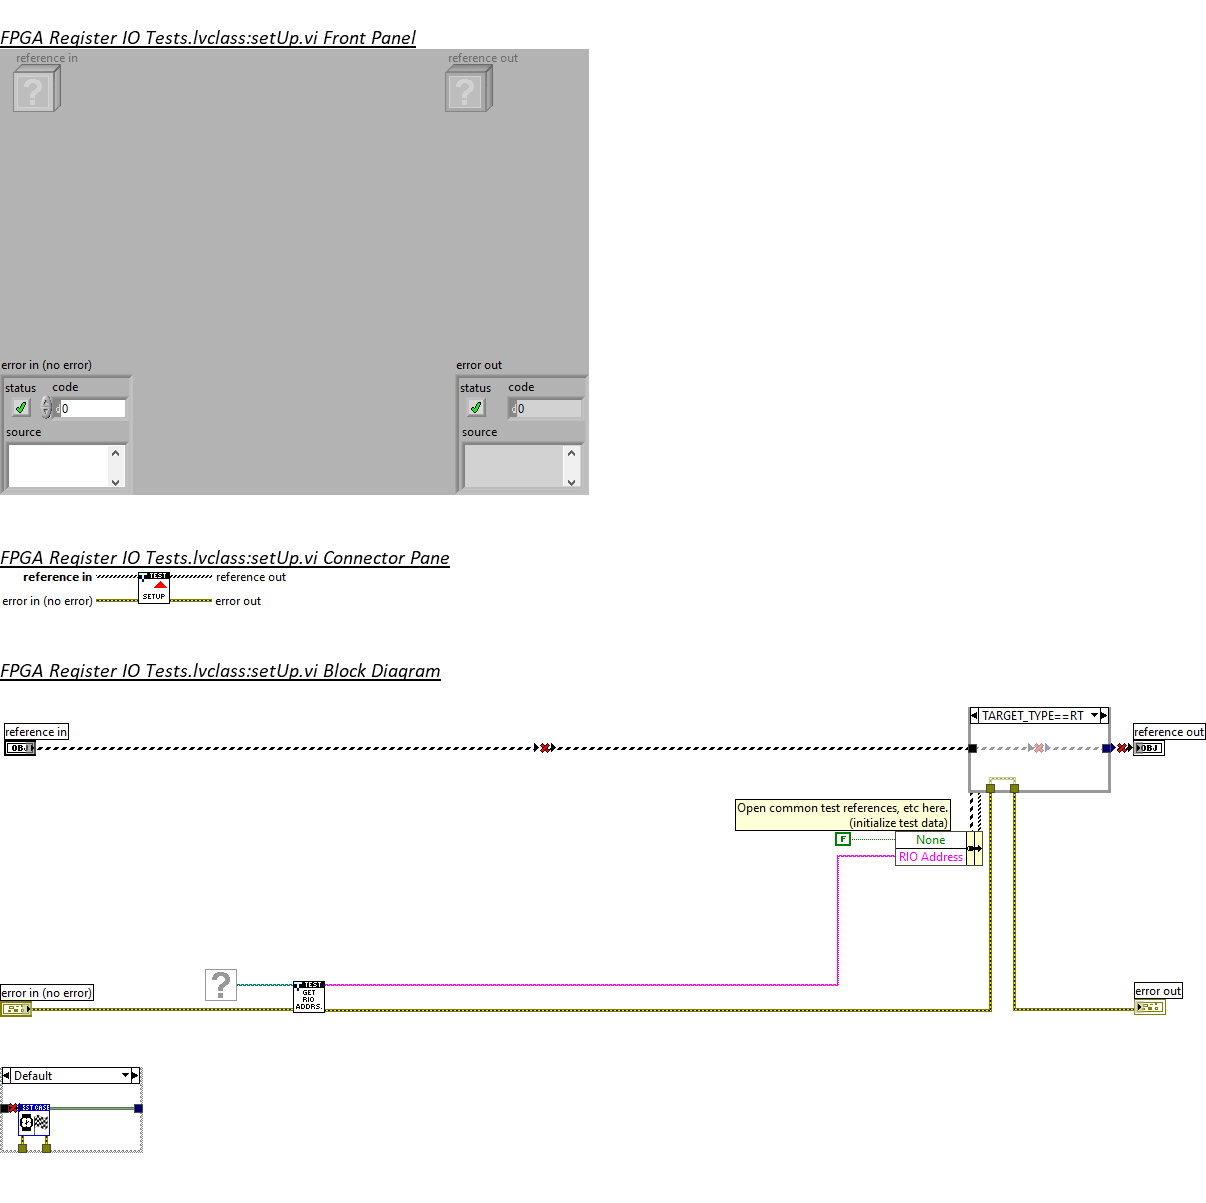 FPGA Register IO Tests.lvclass:setUp.vi Front Panel
reference in
reference out
?
?
error in (no error)
error out
status
code
status
code
d 0
d 0
source
source
FPGA Register IO Tests.lvclass:setUp.vi Connector Pane
reference in
TEST
reference out
error in (no error)
SETUP
error out
FPGA Register IO Tests.lvclass:setUp.vi Block Diagram
TARGET_TYPE==RT
reference in
reference out
OBJ
OBJ
Open common test references, etc here.
(initialize test data)
F
None
RIO Address
?
TEST
GET
RIO
ADDRS.
error in (no error)
error out
Default
EST CASE